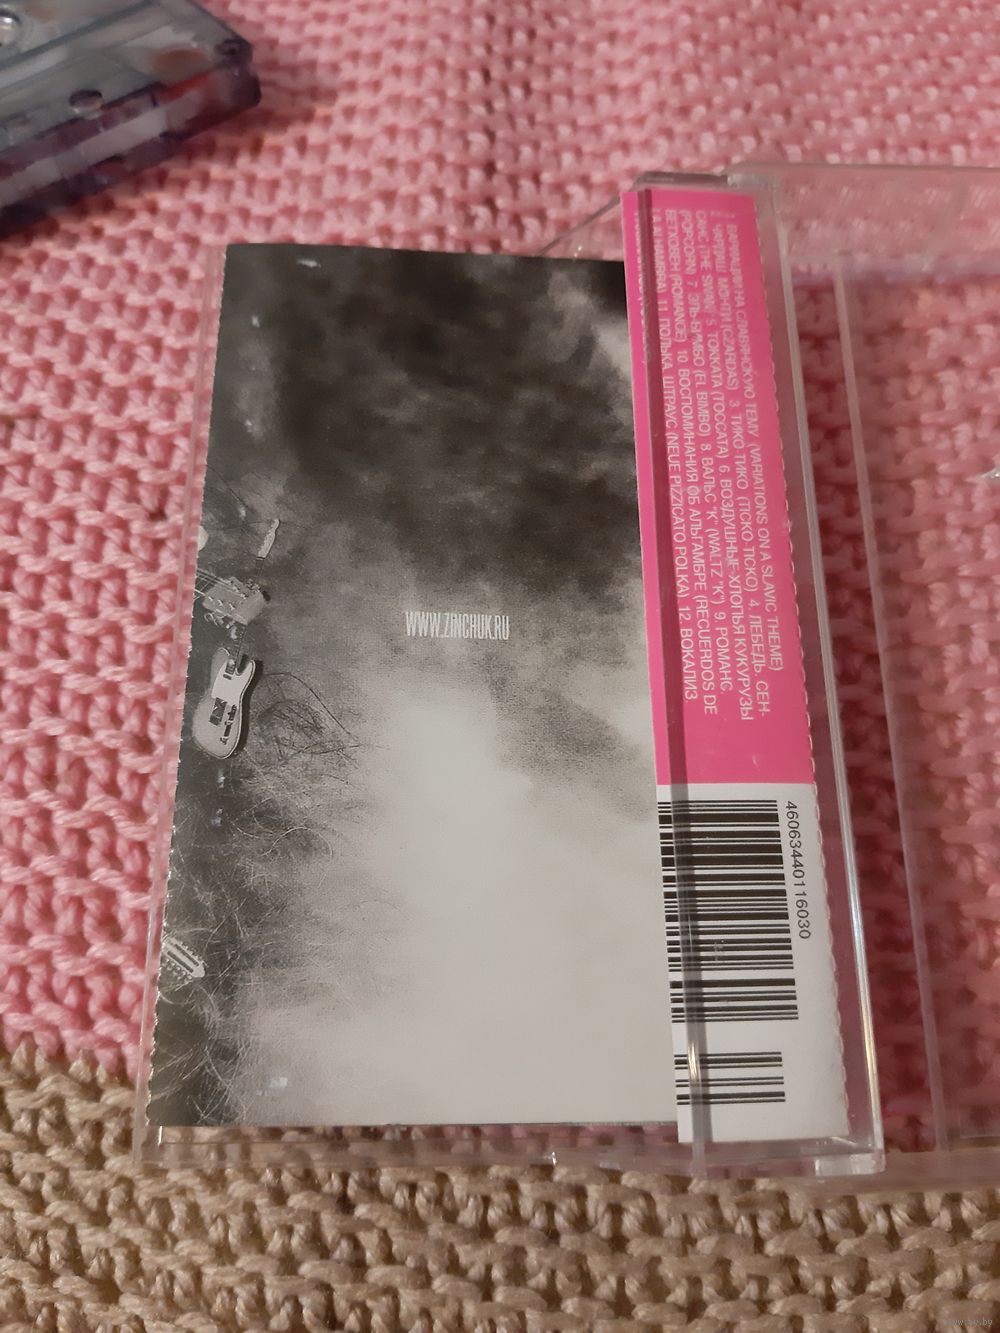 WWW.ZINCHUK.RU
1. ВАРИАЦИИ НА СЛАВЯНСКУЮ ТЕМУ (VARIATIONS ON A SLAVIC THEME)
2. ЧАРДАШ МОНТИ (CZARDAS) 3. ТИКО-ТИКО (TICKO-TICKO) 4. ЛЕБЕДЬ. СЕН-
САНС (THE SWAN) 5. ТОККАТА (TOCCATA) 6. ВОЗДУШНЫЕ ХЛОПЬЯ КУКУРУЗЫ
(POPCORN) 7. ЭЛЬ-БИМБО (EL BIMBO) 8. ВАЛЬС "К" (WALTZ "K") 9. РОМАНС.
БЕТХОВЕН (ROMANCE) 10. ВОСПОМИНАНИЯ ОБ АЛЬГАМБРЕ (RECUERDOS DE
LA ALHAMBRA) 11. ПОЛЬКА. ШТРАУС (NEUE PIZZICATO POLKA) 12. ВОКАЛИЗ.
4606344011603